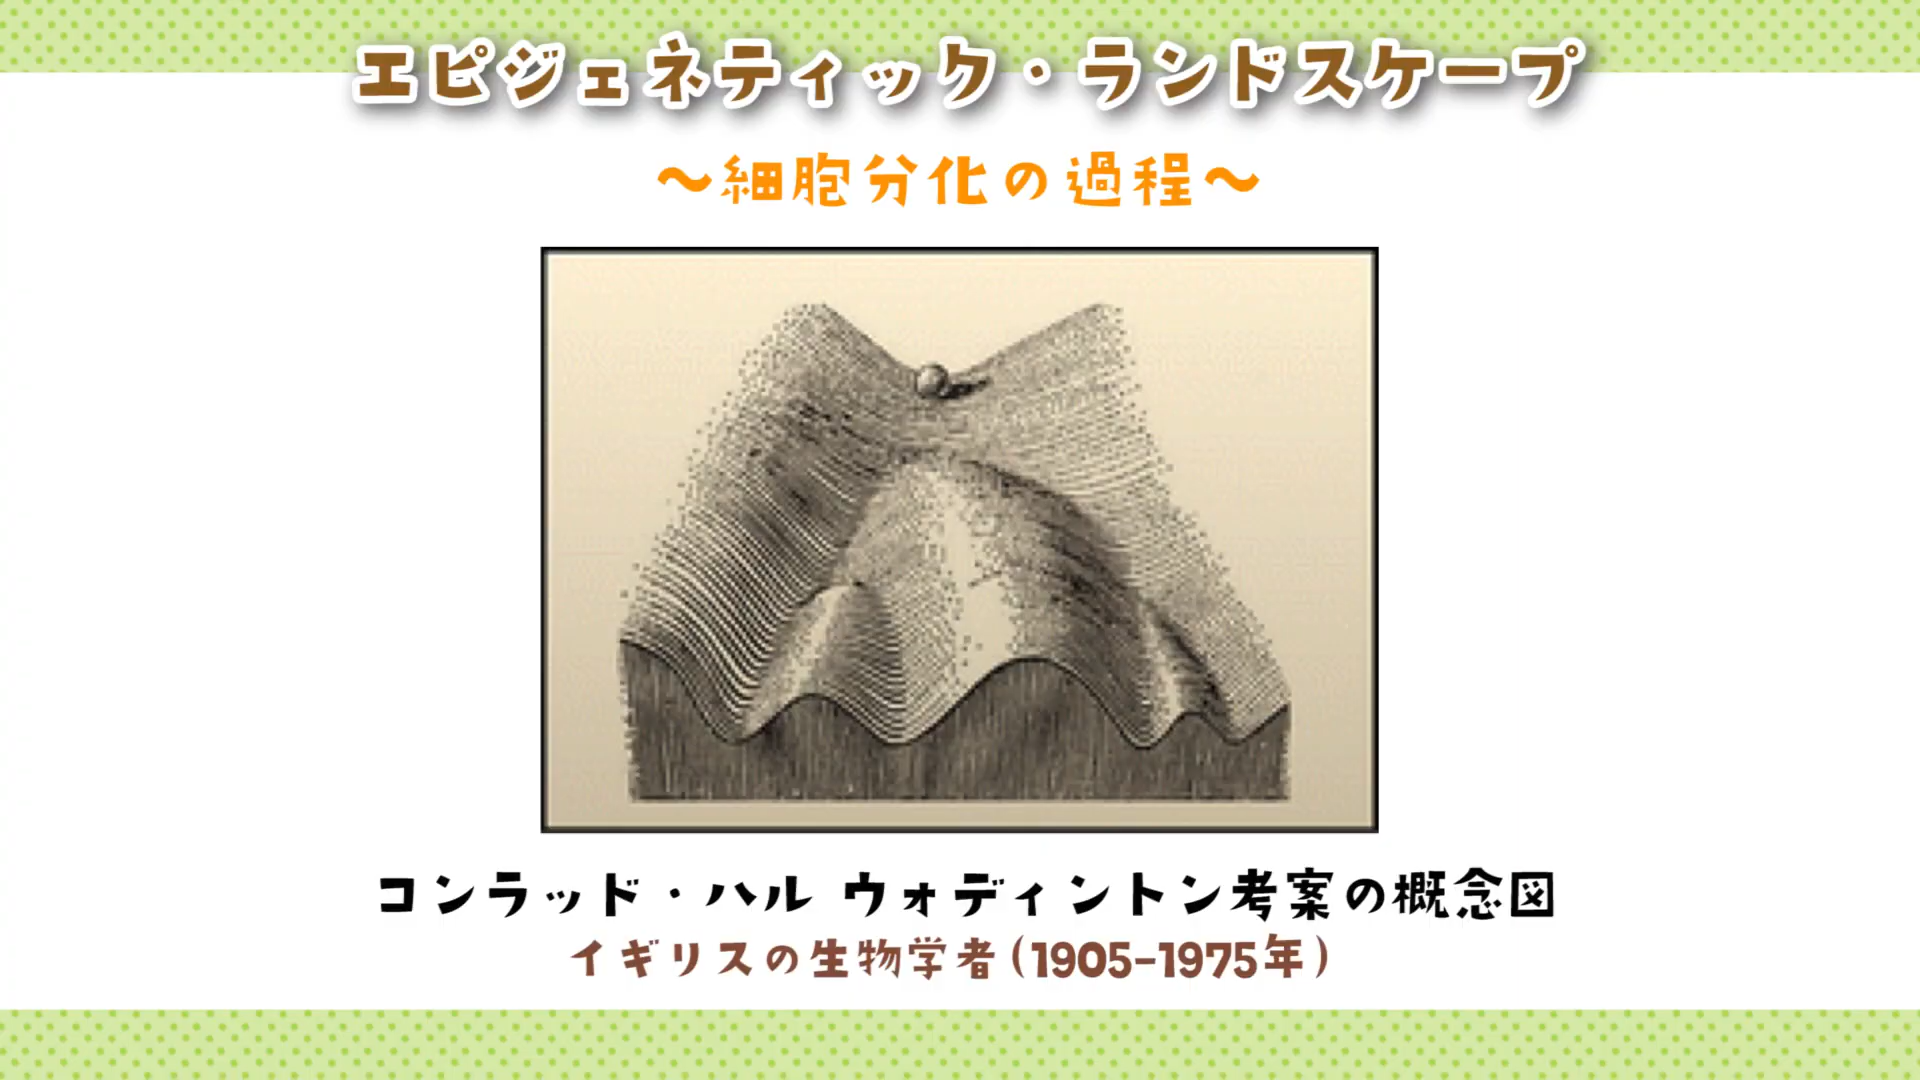 エピジェネティック・ランドスケープ
～細胞分化の過程～
コンラッド・ハル ウォディントン考案の概念図
イギリスの生物学者(1905-1975年)